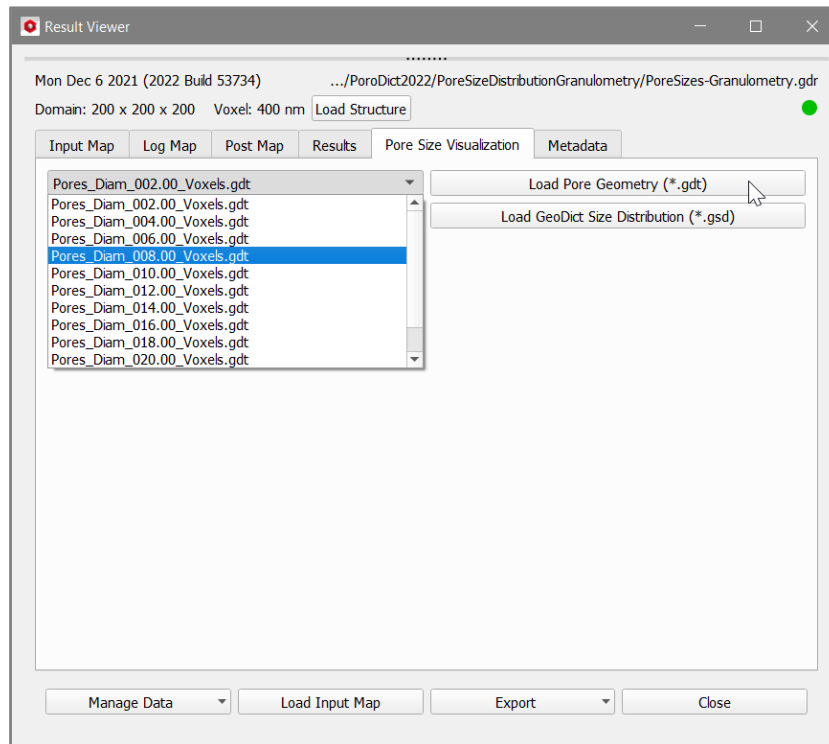 Result Viewer
Mon Dec 6 2021 (2022 Build 53734) .../PoroDict2022/PoreSizeDistributionGranulometry/PoreSizes-Granulometry.gdr
Domain: 200 x 200 x 200 Voxel: 400 nm Load Structure
Input Map Log Map Post Map Results Pore Size Visualization Metadata
Pores_Diam_002.00_Voxels.gdt Load Pore Geometry (*.gdt)
Pores_Diam_002.00_Voxels.gdt
Load GeoDict Size Distribution (*.gsd)
Pores_Diam_004.00_Voxels.gdt
Pores_Diam_006.00_Voxels.gdt
Pores_Diam_008.00_Voxels.gdt
Pores_Diam_010.00_Voxels.gdt
Pores_Diam_012.00_Voxels.gdt
Pores_Diam_014.00_Voxels.gdt
Pores_Diam_016.00_Voxels.gdt
Pores_Diam_018.00_Voxels.gdt
Pores_Diam_020.00_Voxels.gdt
Manage Data Load Input Map Export Close